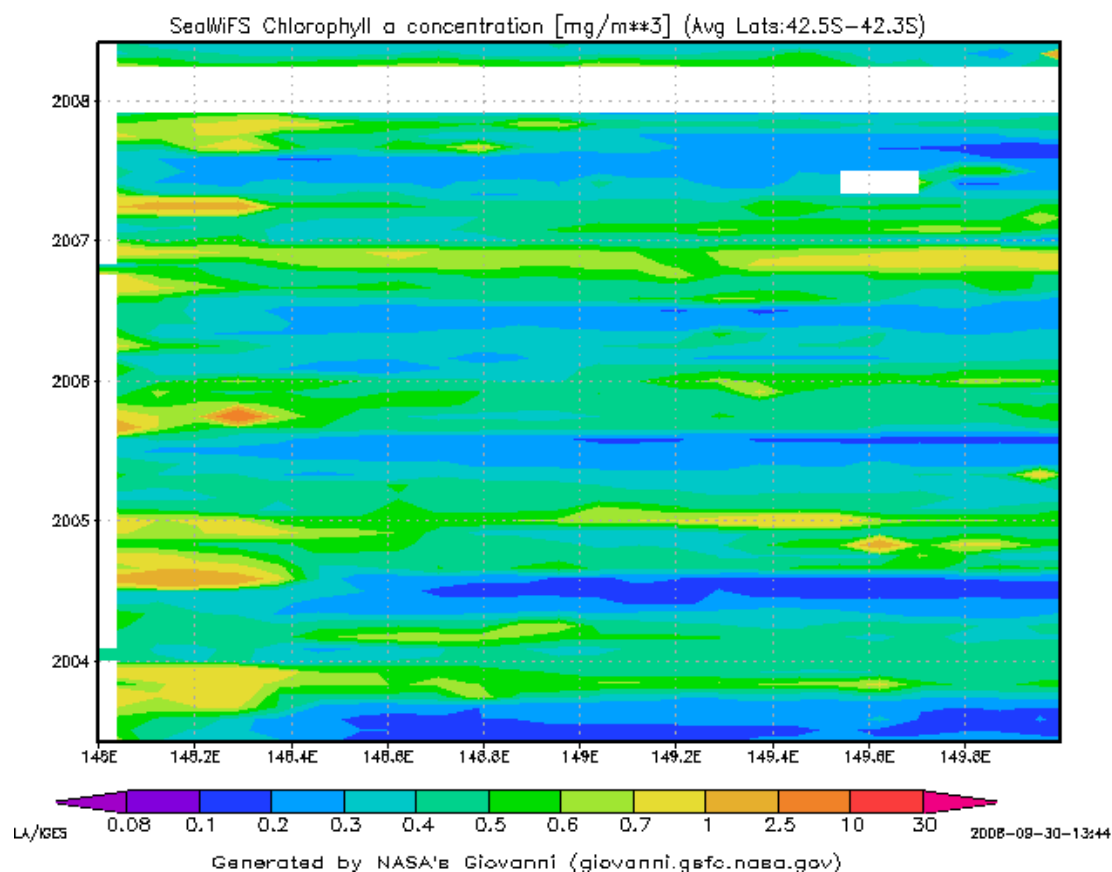 SeaWiFS Chlorophyll a concentration [mg/m**3] (Avg Lats:42.5S-42.3S)
2008
2007
2006
2005
2004
148E 148.2E 148.4E 148.6E 148.8E 149E 149.2E 149.4E 149.6E 149.8E
0.08 0.1 0.2 0.3 0.4 0.5 0.6 0.7 1 2.5 10 30
LA/IGES 2008-09-30-13:44
Generated by NASA's Giovanni (giovanni.gsfc.nasa.gov)